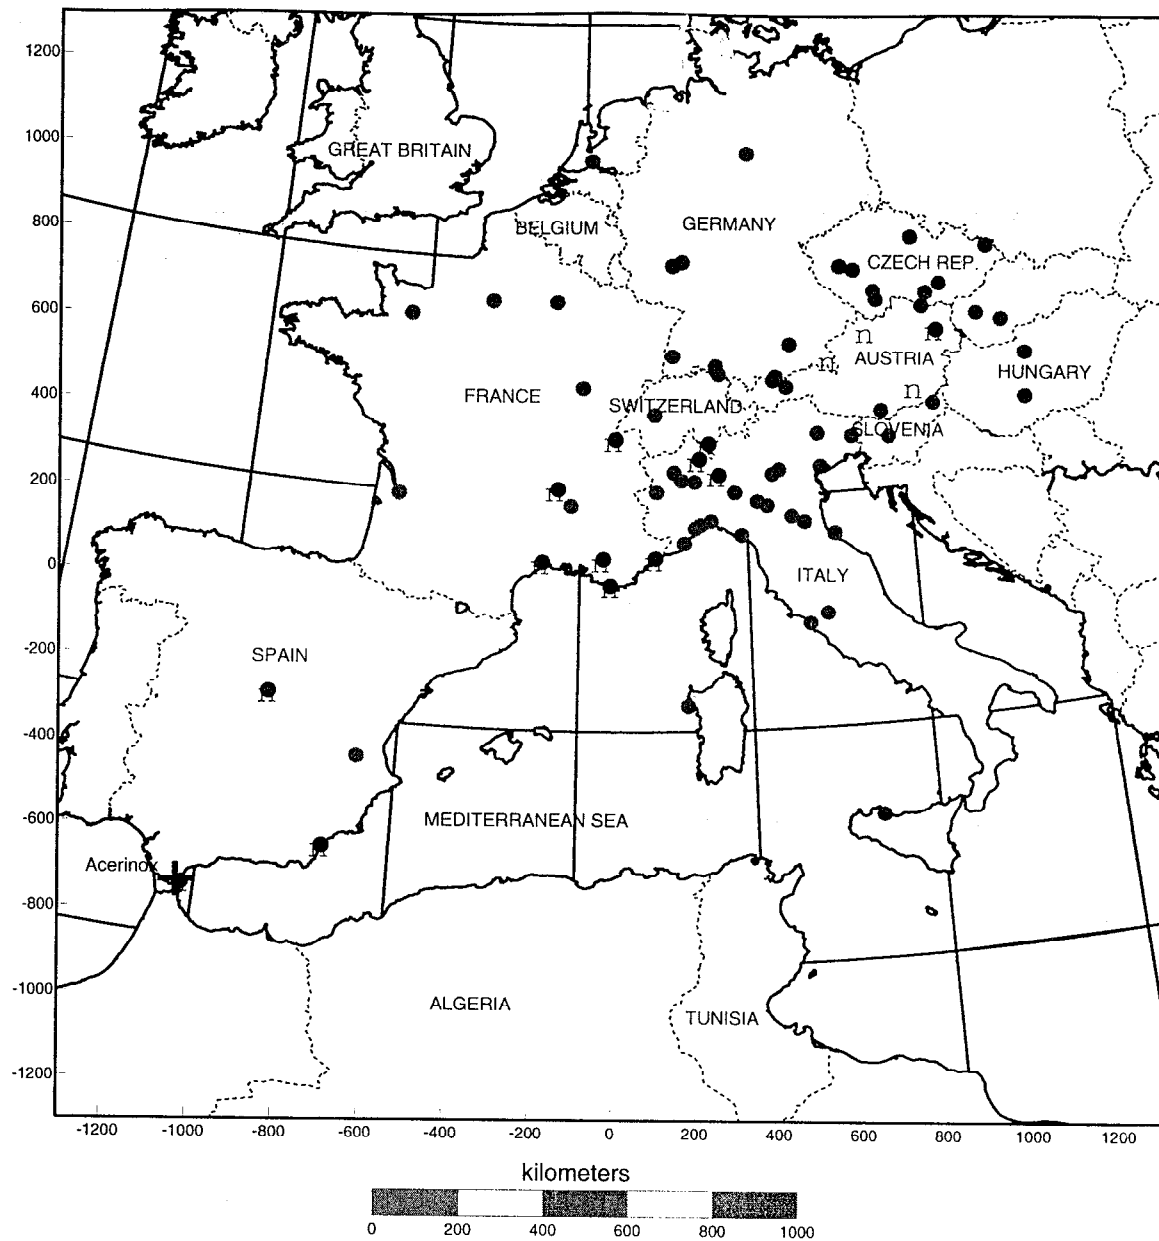 1200
1000
GREAT BRITAIN
800
BELGIUM
GERMANY
CZECH REP.
600
n
n
n
AUSTRIA
HUNGARY
400
n
FRANCE
SWITZERLAND
SLOVENIA
n
n
200
n
n
0
n
n
n
n
ITALY
-200
SPAIN
n
-400
-600
MEDITERRANEAN SEA
n
Acerinox
-800
-1000
ALGERIA
TUNISIA
-1200
-1200 -1000 -800 -600 -400 -200 0 200 400 600 800 1000 1200
kilometers
0 200 400 600 800 1000